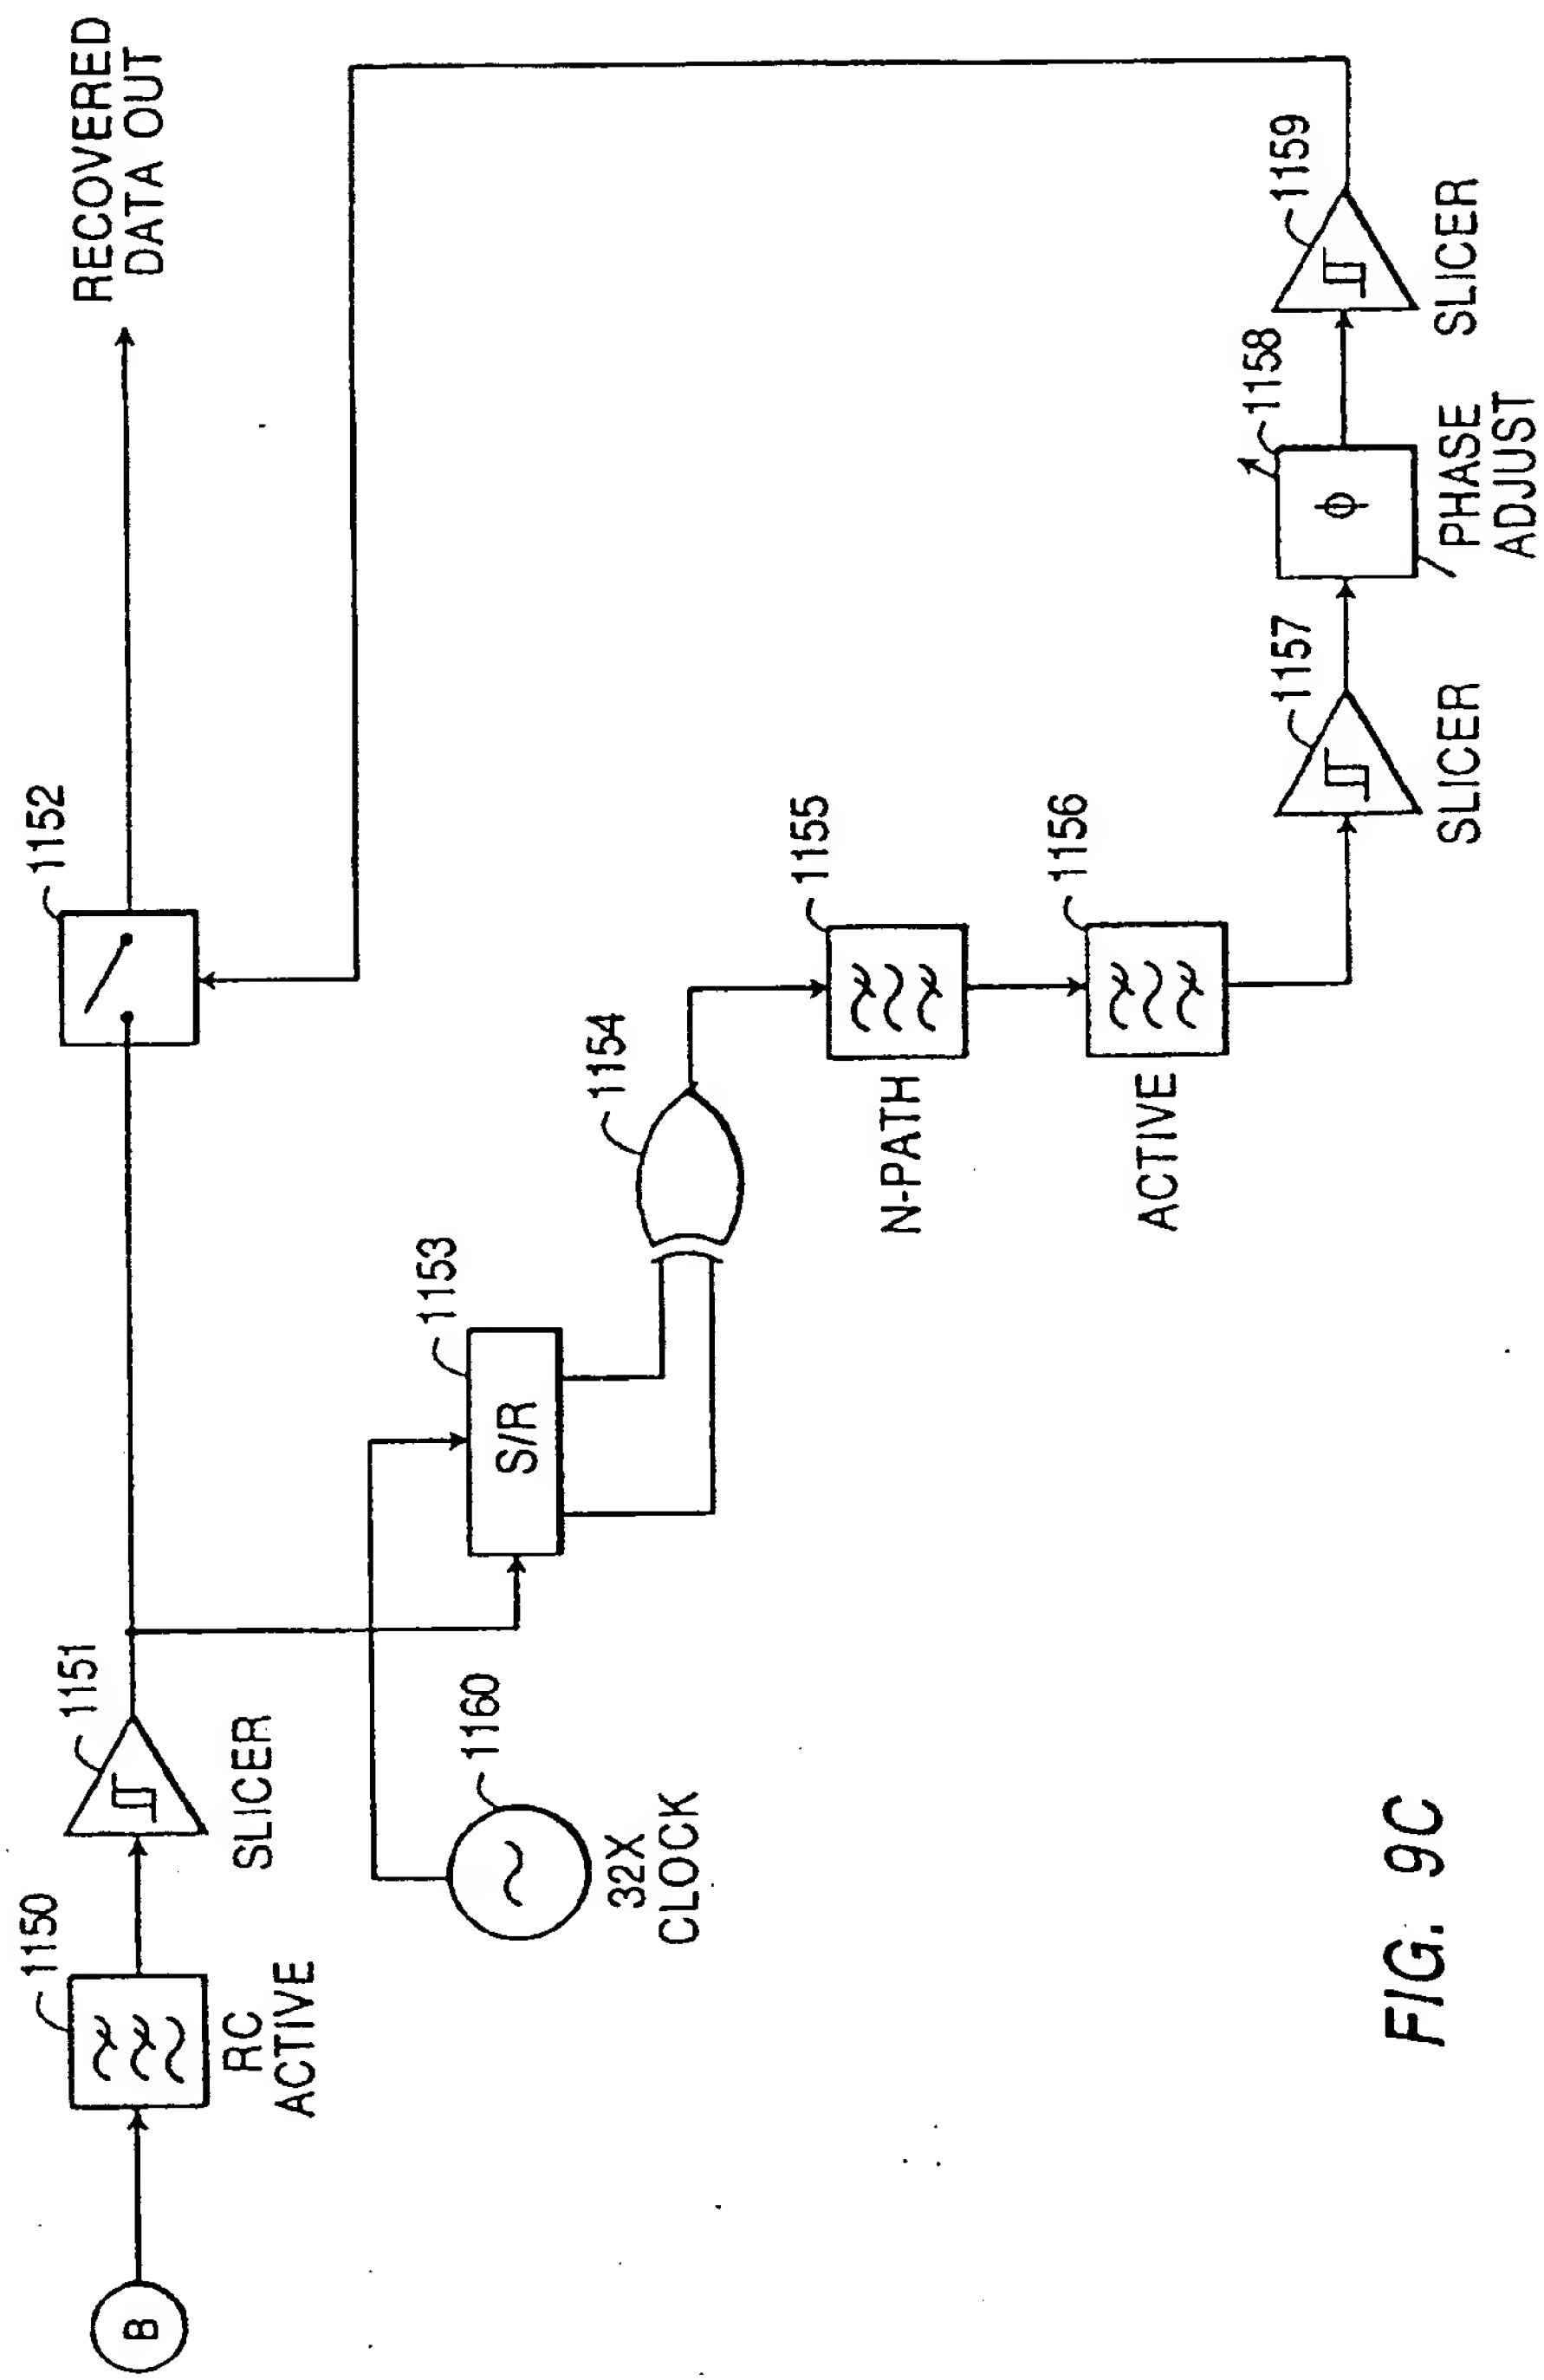 B
1150
RC
ACTIVE
1151
SLICER
1152
RECOVERED
DATA OUT
1160
32X
CLOCK
1153
S/R
1154
1155
N-PATH
1156
ACTIVE
1157
SLICER
1158
ϕ
PHASE
ADJUST
1159
SLICER
FIG. 9C